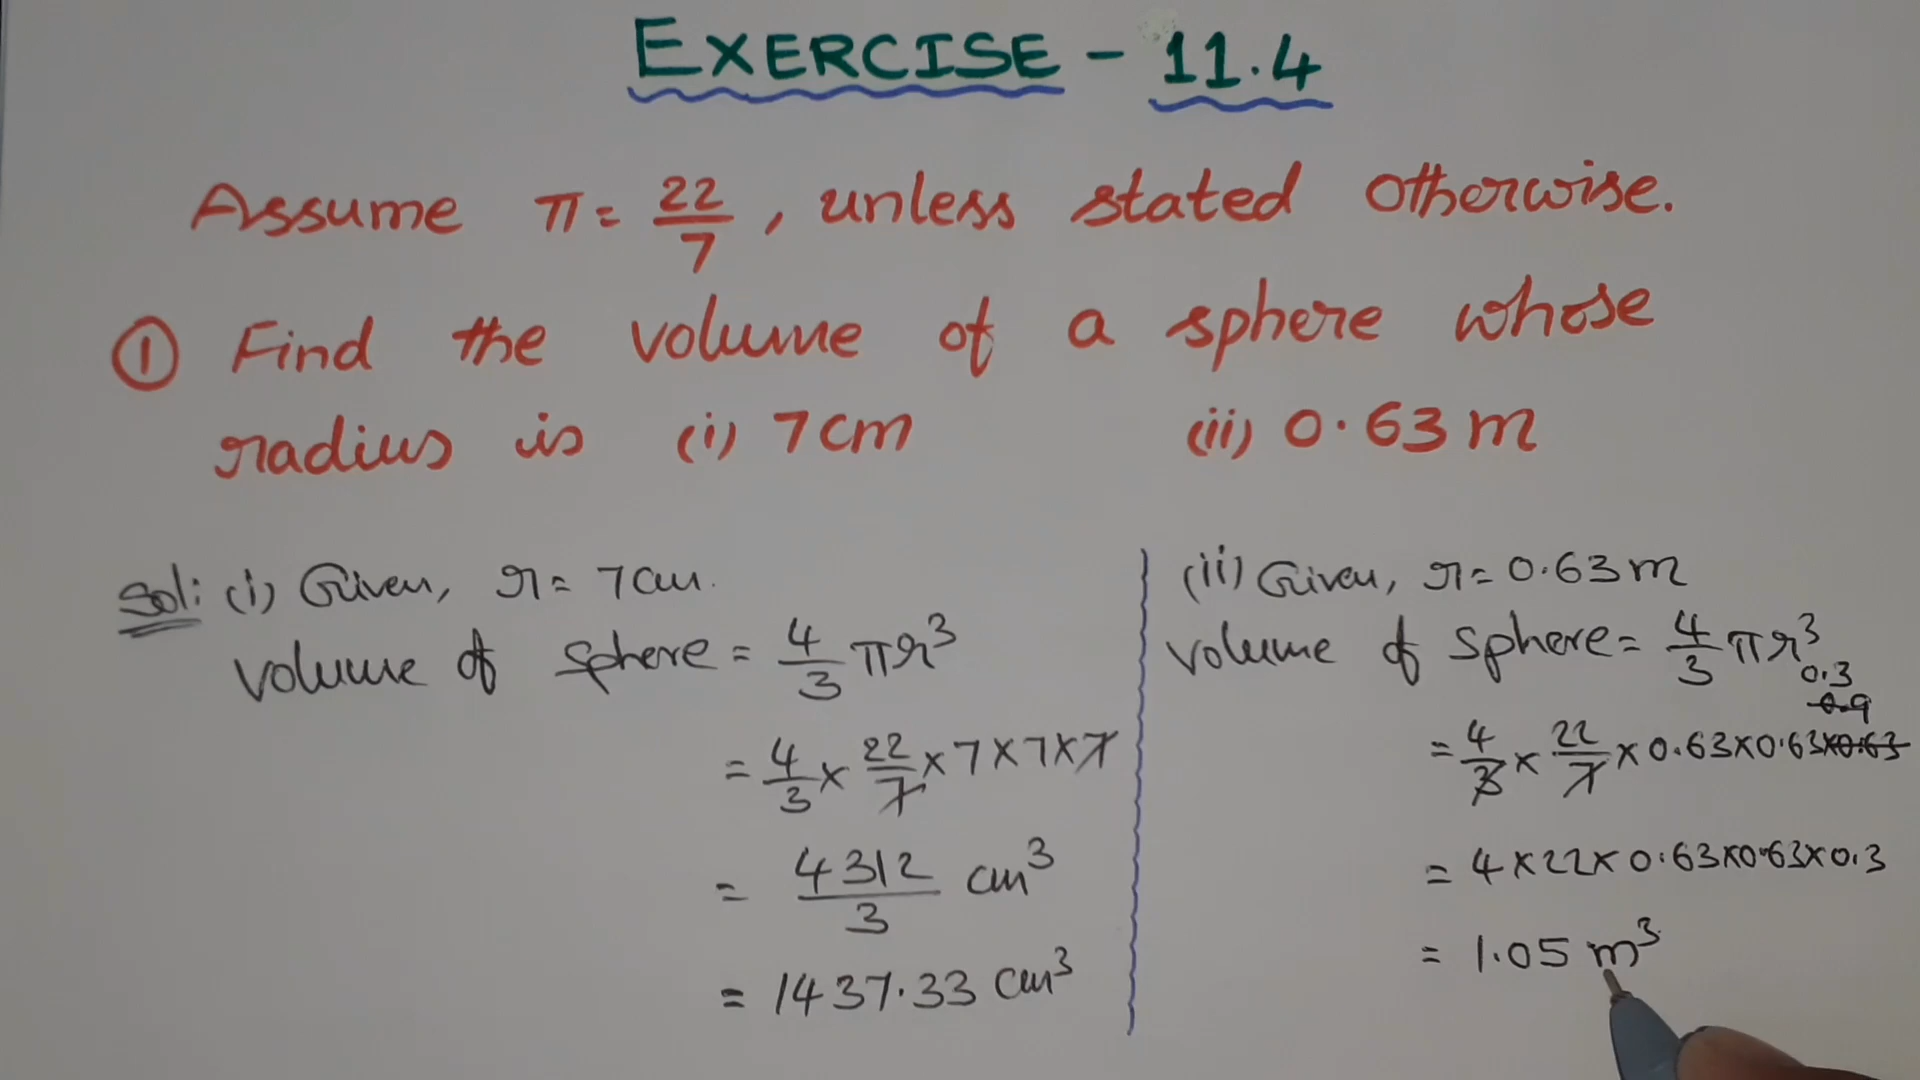 EXERCISE - 11.4
Assume π = 22/7, unless stated otherwise.
① Find the volume of a sphere whose
radius is (i) 7cm (ii) 0.63 m
Sol: (i) Given, r = 7cm.
volume of sphere = 4/3 πr³
= 4/3 × 22/7 × 7 × 7 × 7
= 4312/3 cm³
= 1437.33 cm³
(ii) Given, r = 0.63m
volume of sphere = 4/3 πr³
0.3
0.9
= 4/3 × 22/7 × 0.63 × 0.63 × 0.63
= 4 × 22 × 0.63 × 0.63 × 0.3
= 1.05 m³